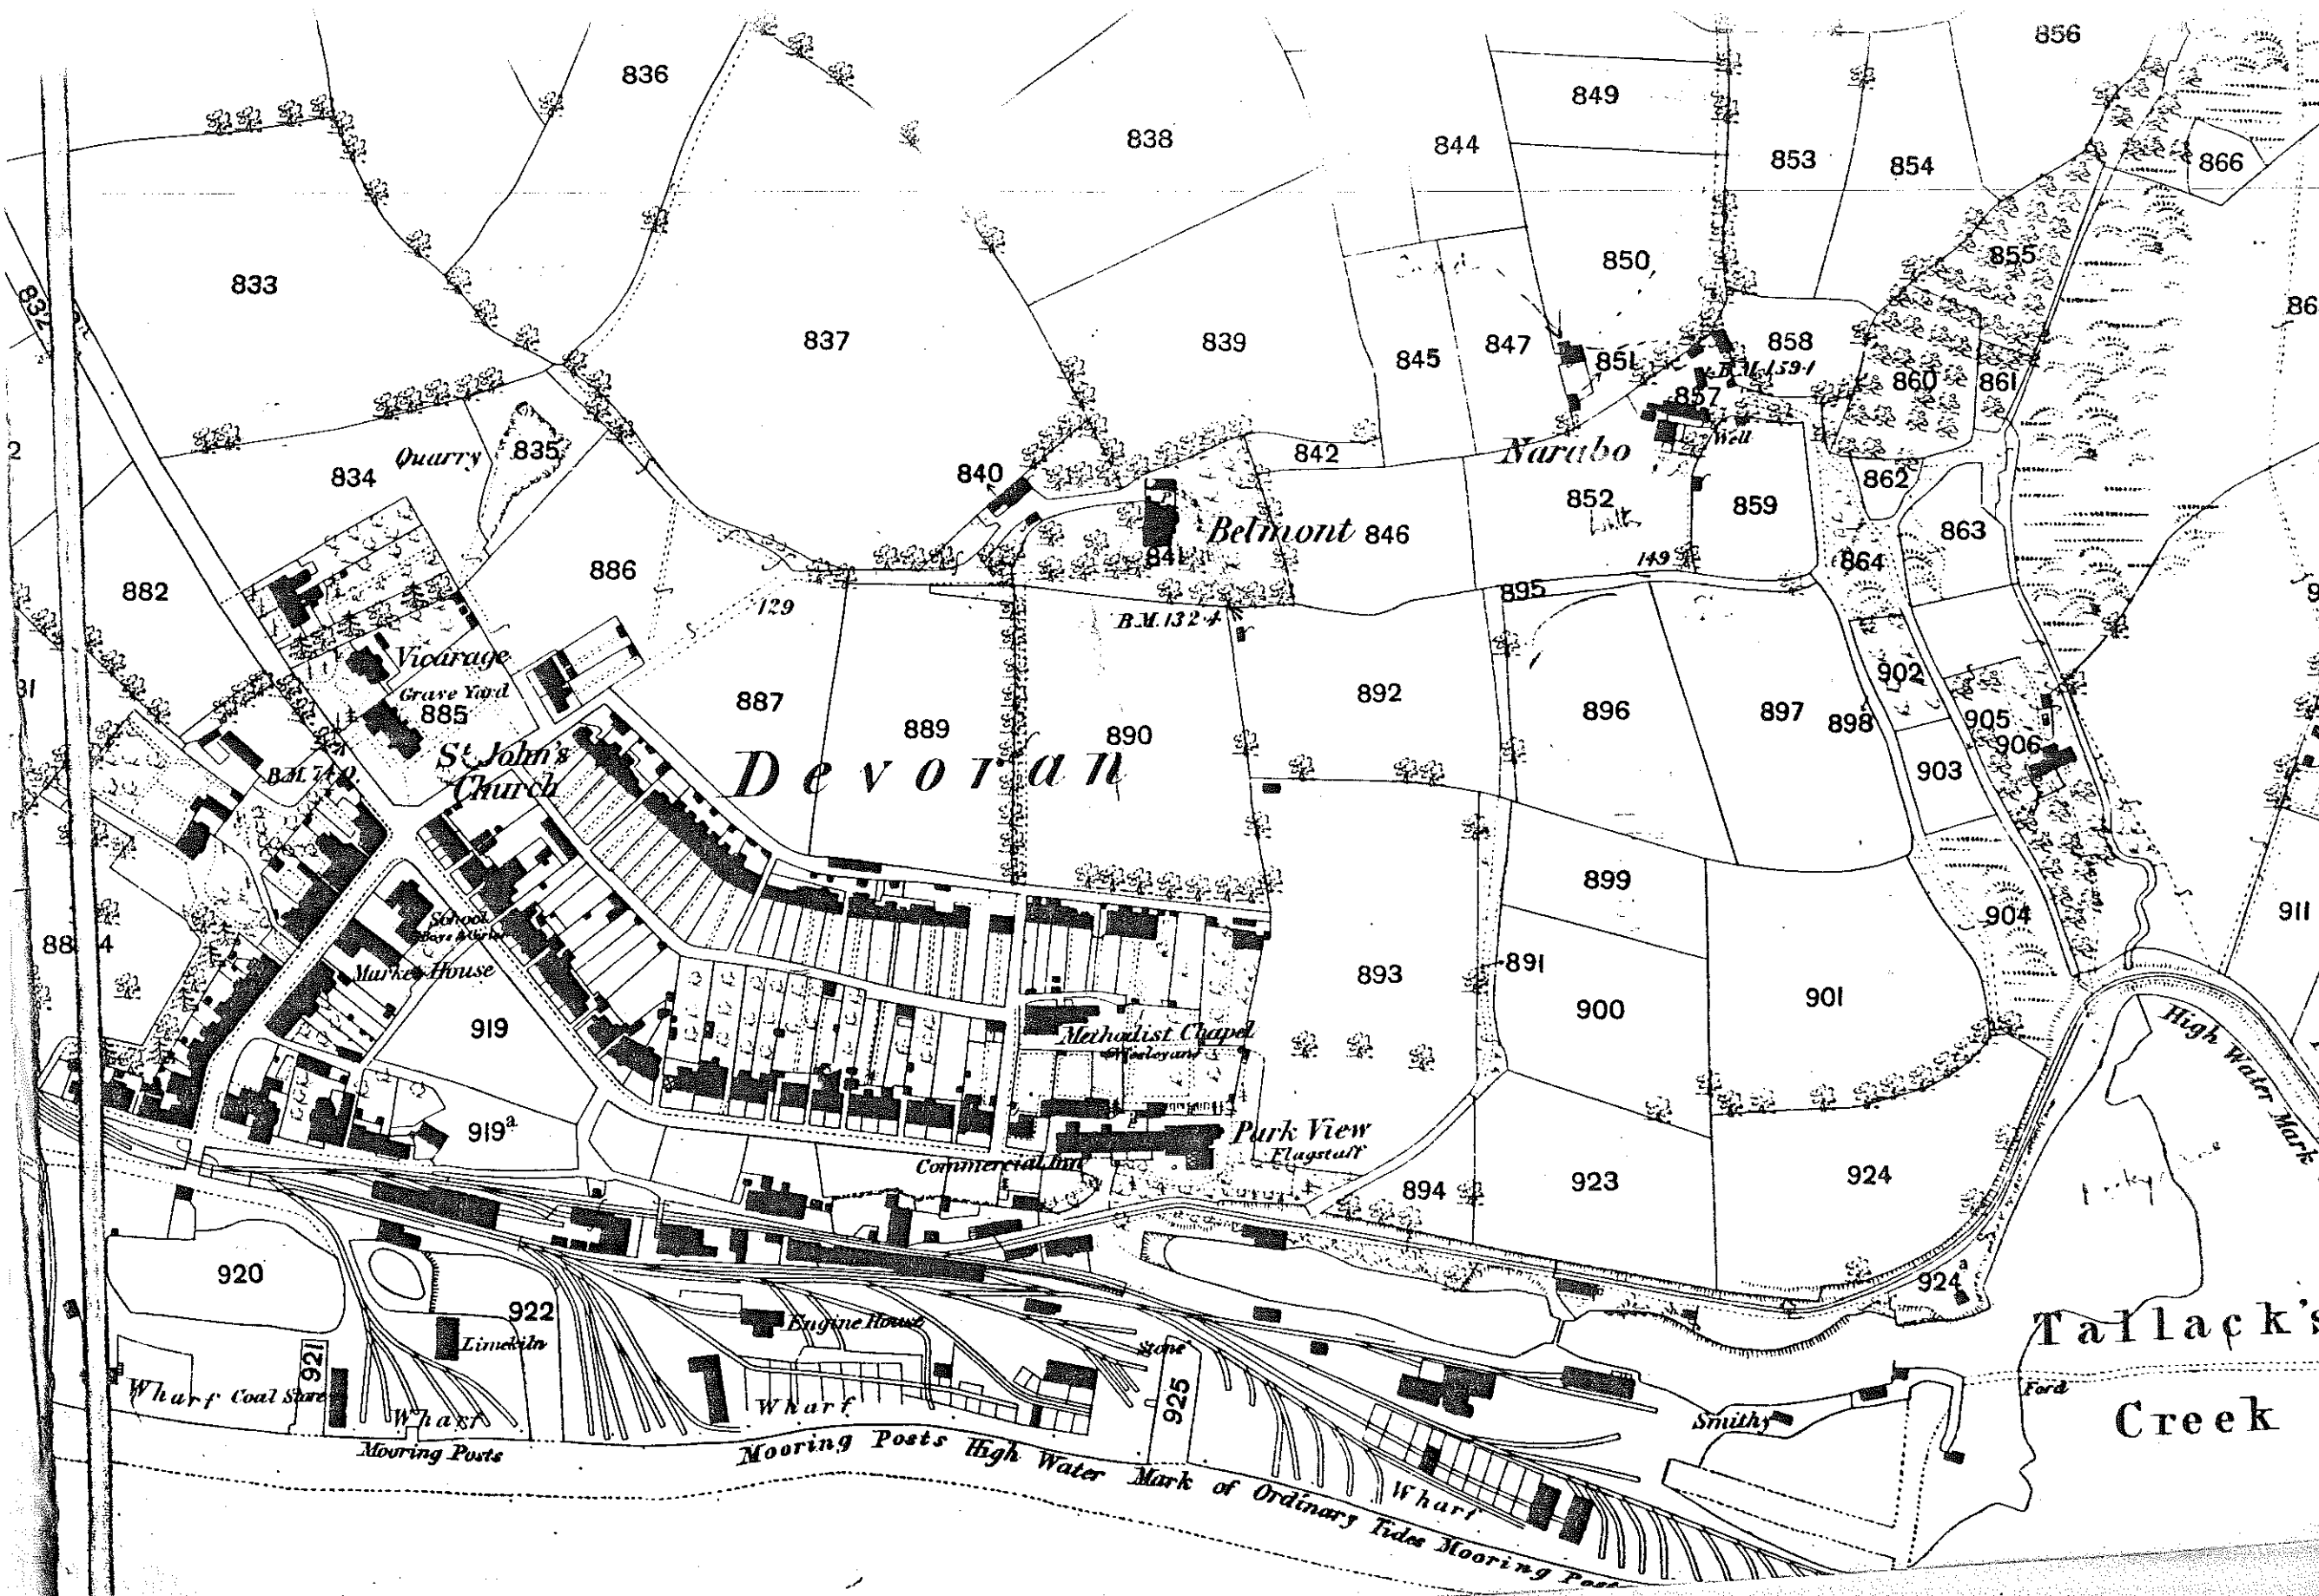 856
836
849
838
844
853
854
866
832
833
850
855
837
839
845
847
851
858
B.M.159·1
860
861
857
Quarry
835
834
840
842
Narabo
Well
862
852
859
863
Belmont 846
841
864
149
882
886
129
B.M.132·4
895
Vicarage
Grave Yard
885
887
892
896
897
898
902
905
906
889
890
St. John's
Church
Devoran
903
899
904
911
School
Boys & Girls
884
Market House
893
891
900
901
919
Methodist Chapel
(Wesleyan)
High Water Mark
919a
Park View
Flagstaff
Commercial Inn
894
923
924
920
922
924a
Engine House
Limekiln
921
Stone
925
Tallack's
Creek
Ford
Wharf
Coal Store
Wharf
Wharf
Smithy
Mooring Posts
Mooring Posts High Water Mark of Ordinary Tides Mooring Post
Wharf